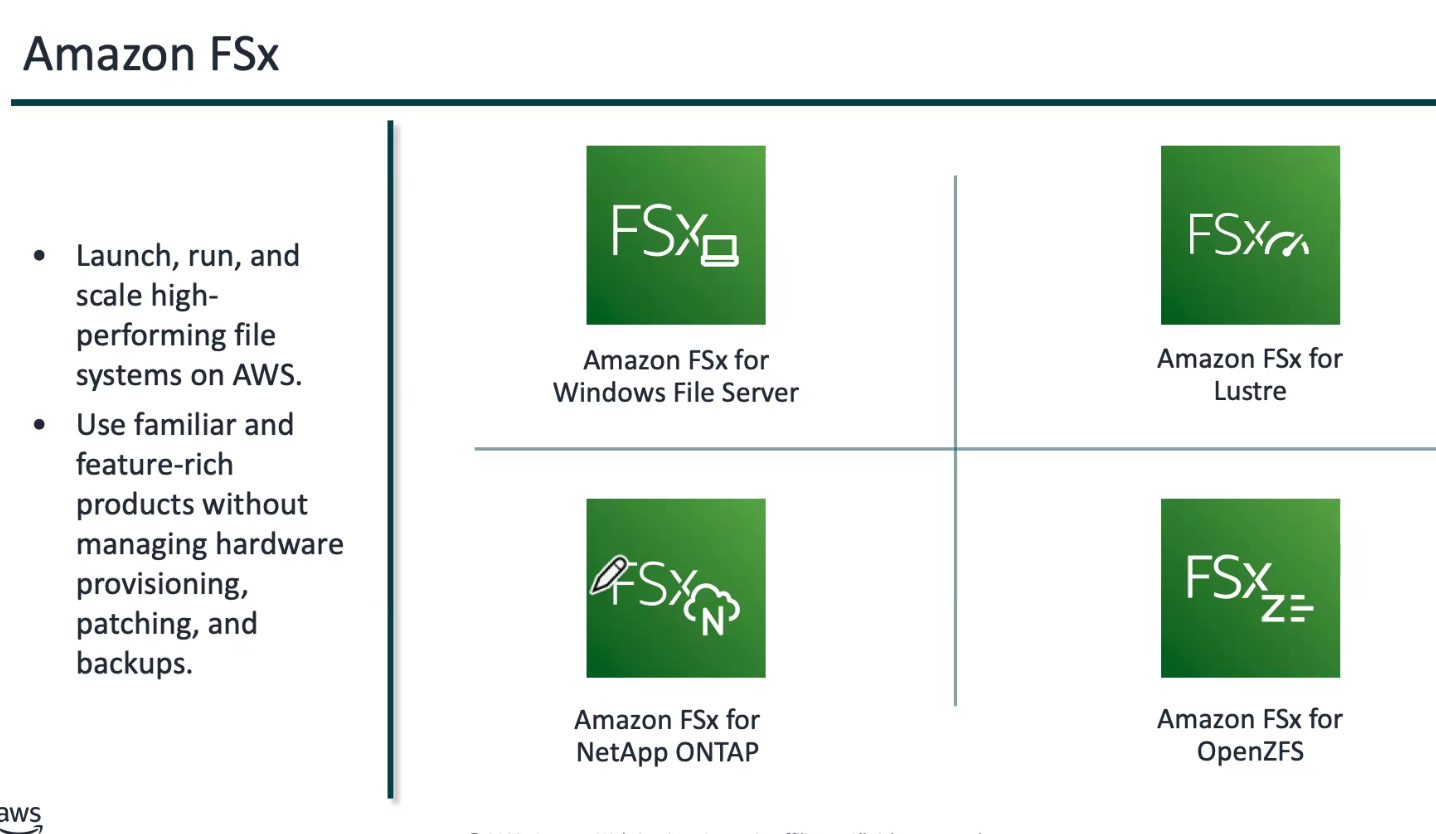 Amazon FSx
• Launch, run, and
scale high-
performing file
systems on AWS.
• Use familiar and
feature-rich
products without
managing hardware
provisioning,
patching, and
backups.
FSx
Amazon FSx for
Windows File Server
FSx
Amazon FSx for
Lustre
FSx
N
Amazon FSx for
NetApp ONTAP
FSx
Z
Amazon FSx for
OpenZFS
aws